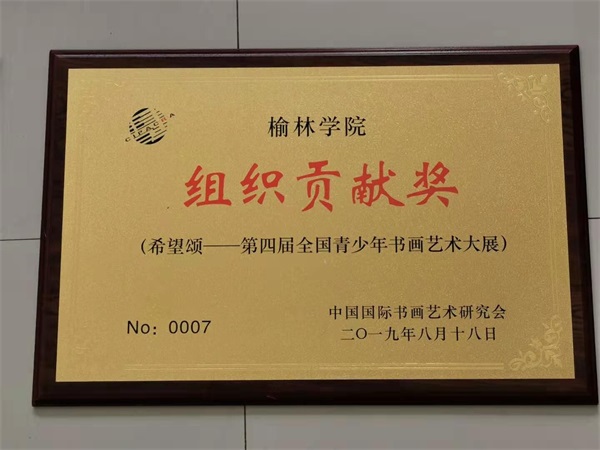 榆林学院
组织贡献奖
（希望颂——第四届全国青少年书画艺术大展）
No：0007
中国国际书画艺术研究会
二〇一九年八月十八日